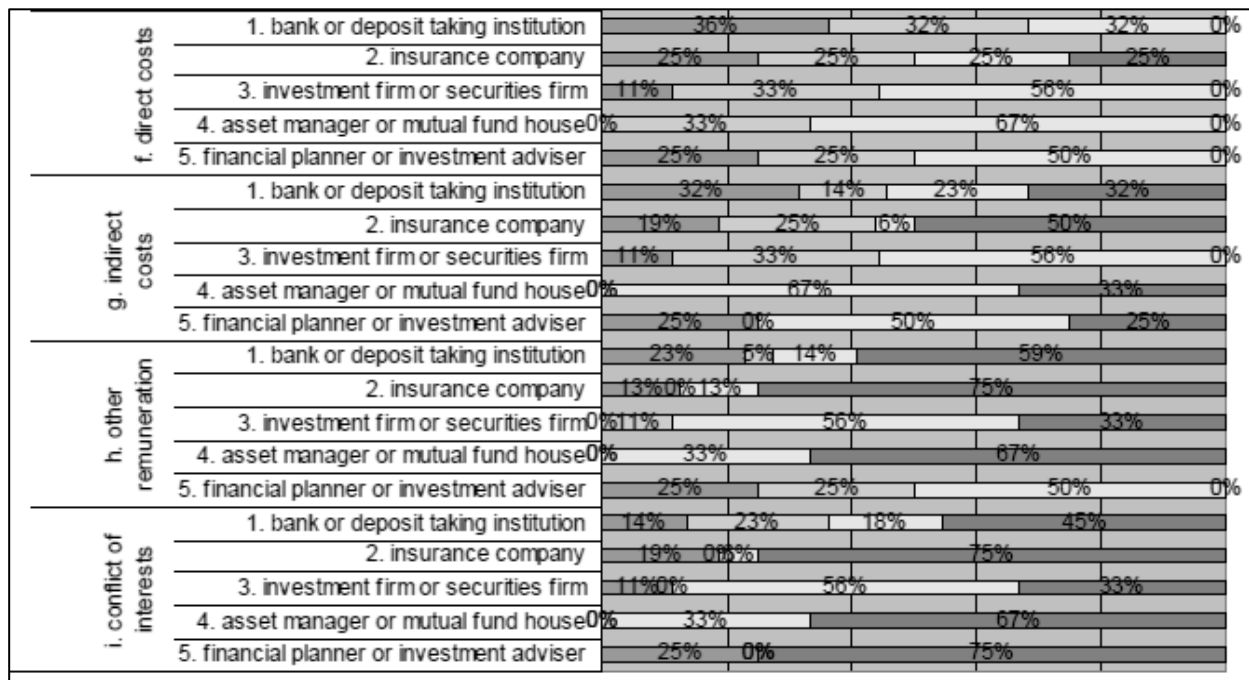 f. direct costs
1. bank or deposit taking institution 36% 32% 32% 0%
2. insurance company 25% 25% 25% 25%
3. investment firm or securities firm 11% 33% 56% 0%
4. asset manager or mutual fund house 0% 33% 67% 0%
5. financial planner or investment adviser 25% 25% 50% 0%
g. indirect
costs
1. bank or deposit taking institution 32% 14% 23% 32%
2. insurance company 19% 25% 6% 50%
3. investment firm or securities firm 11% 33% 56% 0%
4. asset manager or mutual fund house 0% 67% 33%
5. financial planner or investment adviser 25% 0% 50% 25%
h. other
remuneration
1. bank or deposit taking institution 23% 5% 14% 59%
2. insurance company 13% 0% 13% 75%
3. investment firm or securities firm 0% 11% 56% 33%
4. asset manager or mutual fund house 0% 33% 67%
5. financial planner or investment adviser 25% 25% 50% 0%
i. conflict of
interests
1. bank or deposit taking institution 14% 23% 18% 45%
2. insurance company 19% 0% 6% 75%
3. investment firm or securities firm 11% 0% 56% 33%
4. asset manager or mutual fund house 0% 33% 67%
5. financial planner or investment adviser 25% 0% 75%